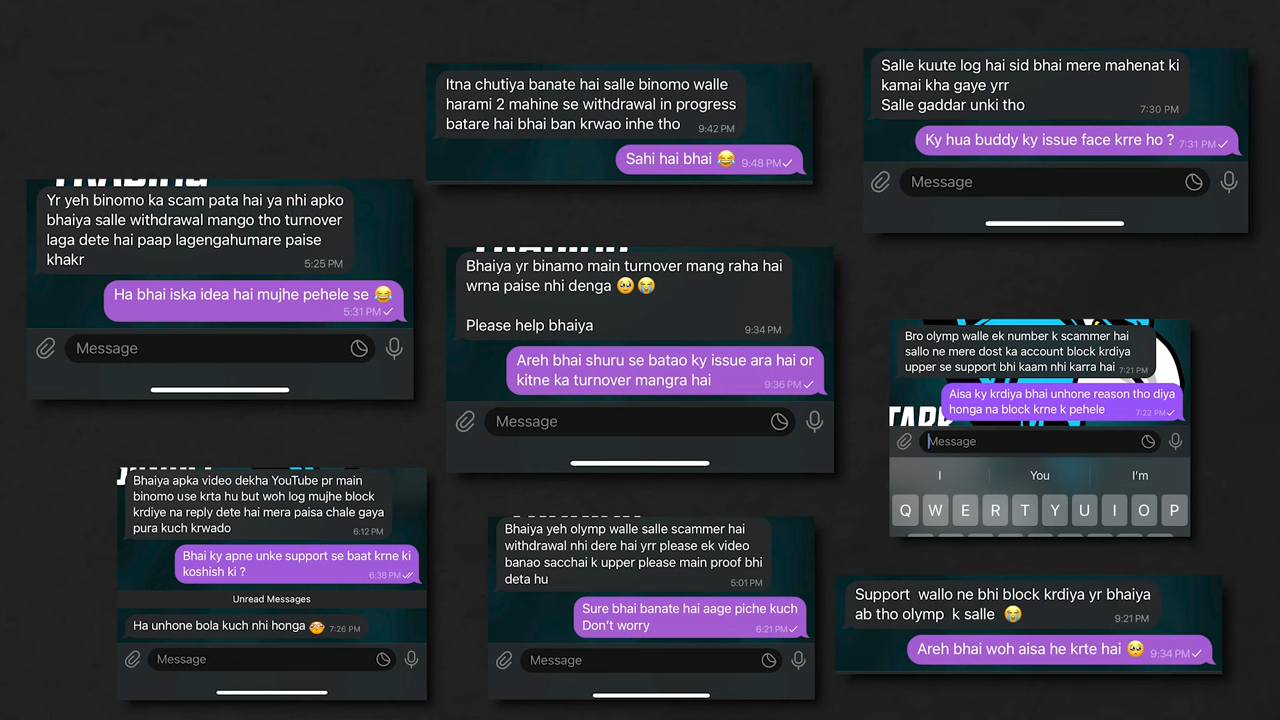 Itna chutiya banate hai salle binomo walle
harami 2 mahine se withdrawal in progress
batare hai bhai ban krwao inhe tho
9:42 PM
Sahi hai bhai 😂
9:48 PM
Salle kuute log hai sid bhai mere mahenat ki
kamai kha gaye yrr
Salle gaddar unki tho
7:30 PM
Ky hua buddy ky issue face krre ho ?
7:31 PM
Message
TRADING
Yr yeh binomo ka scam pata hai ya nhi apko
bhaiya salle withdrawal mango tho turnover
laga dete hai paap lagengahumare paise
khakr
5:25 PM
Ha bhai iska idea hai mujhe pehele se 😂
5:31 PM
Message
Bhaiya yr binamo main turnover mang raha hai
wrna paise nhi denga 🥺😭
Please help bhaiya
9:34 PM
Areh bhai shuru se batao ky issue ara hai or
kitne ka turnover mangra hai
9:36 PM
Message
Bro olymp walle ek number k scammer hai
sallo ne mere dost ka account block krdiya
upper se support bhi kaam nhi karra hai
7:21 PM
Aisa ky krdiya bhai unhone reason tho diya
honga na block krne k pehele
7:22 PM
Message
I You I'm
Q W E R T Y U I O P
Bhaiya apka video dekha YouTube pr main
binomo use krta hu but woh log mujhe block
krdiye na reply dete hai mera paisa chale gaya
pura kuch krwado
6:12 PM
Bhai ky apne unke support se baat krne ki
koshish ki ?
6:38 PM
Unread Messages
Ha unhone bola kuch nhi honga 🤕
7:26 PM
Message
Bhaiya yeh olymp walle salle scammer hai
withdrawal nhi dere hai yrr please ek video
banao sacchai k upper please main proof bhi
deta hu
5:01 PM
Sure bhai banate hai aage piche kuch
Don't worry
6:21 PM
Message
Support wallo ne bhi block krdiya yr bhaiya
ab tho olymp k salle 😭
9:21 PM
Areh bhai woh aisa he krte hai 🥺
9:34 PM